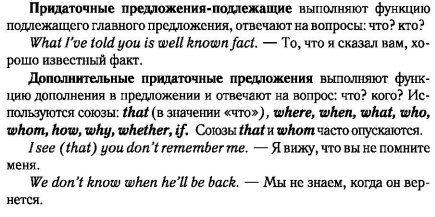 Придаточные предложения-подлежащие выполняют функцию
подлежащего главного предложения, отвечают на вопросы: что? кто?
What I've told you is well known fact. — То, что я сказал вам, хо-
рошо известный факт.
Дополнительные придаточные предложения выполняют функ-
цию дополнения в предложении и отвечают на вопрос: что? кого? Ис-
пользуются союзы: that (в значении «что»), where, when, what, who,
whom, how, why, whether, if. Союзы that и whom часто опускаются.
I see (that) you don't remember me. — Я вижу, что вы не помните
меня.
We don't know when he'll be back. — Мы не знаем, когда он вер-
нется.